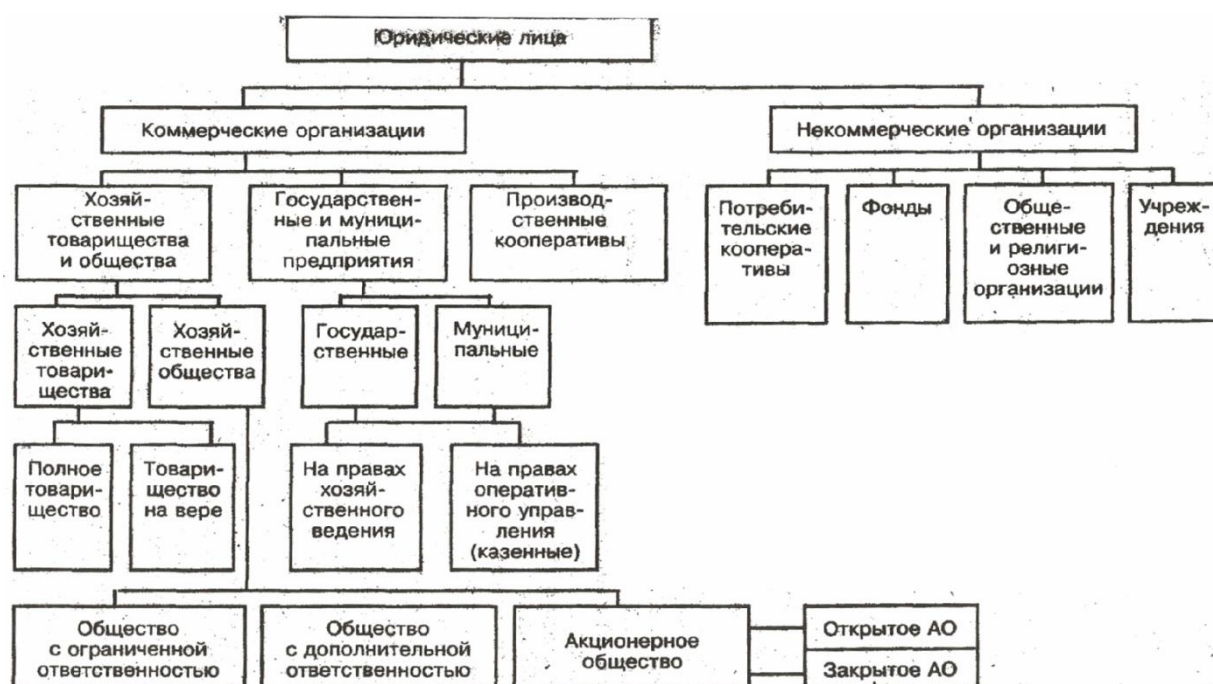 Юридические лица
Коммерческие организации
Некоммерческие организации
Хозяй-
ственные
товарищества
и общества
Государствен-
ные и муници-
пальные
предприятия
Производ-
ственные
кооперативы
Потреби-
тельские
коопера-
тивы
Фонды
Обще-
ственные
и религи-
озные
организации
Учреж-
дения
Хозяй-
ственные
товари-
щества
Хозяй-
ственные
общества
Государ-
ственные
Муници-
пальные
Полное
товари-
щество
Товари-
щество
на вере
На правах
хозяй-
ственного
ведения
На правах
оператив-
ного управ-
ления
(казенные)
Общество
с ограниченной
ответственностью
Общество
с дополнительной
ответственностью
Акционерное
общество
Открытое АО
Закрытое АО